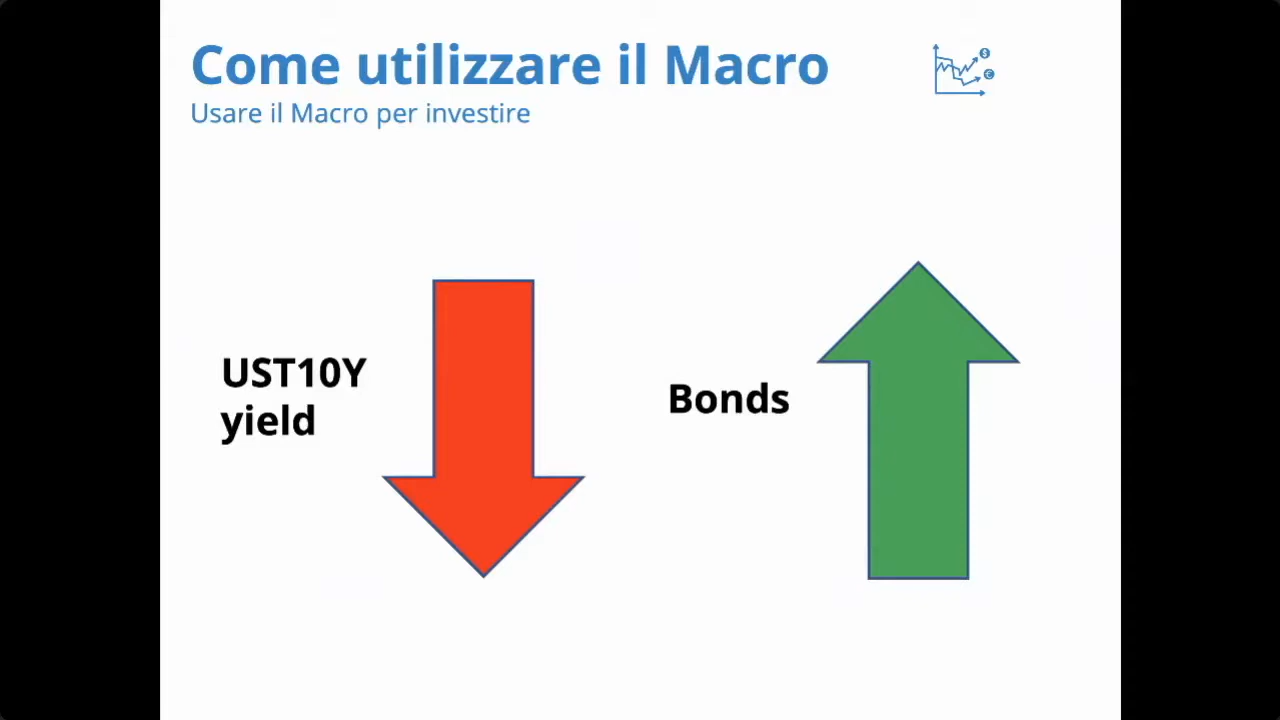 Come utilizzare il Macro
Usare il Macro per investire
$
€
UST10Y
yield
Bonds